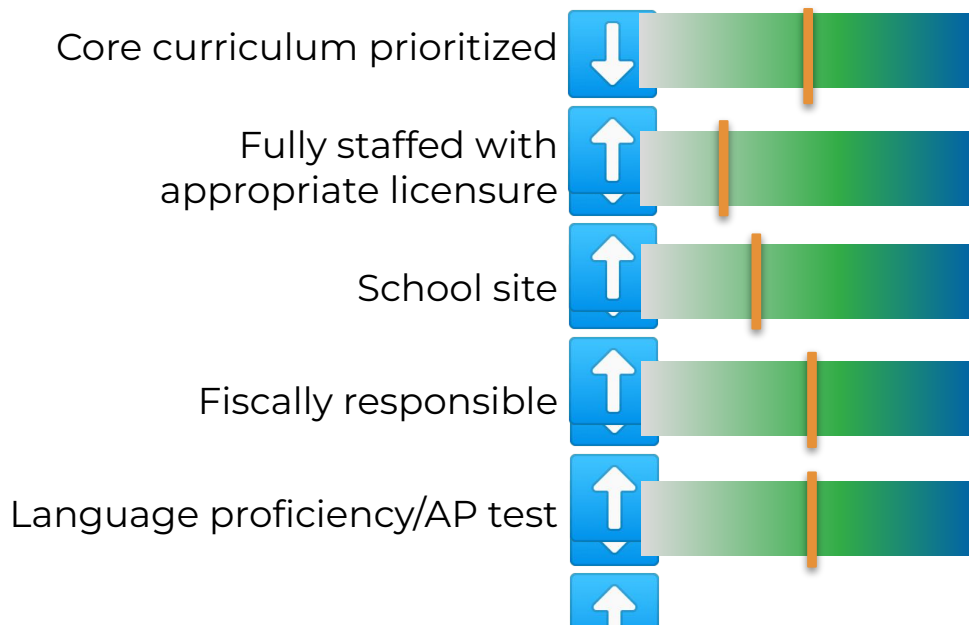 Core curriculum prioritized
Fully staffed with
appropriate licensure
School site
Fiscally responsible
Language proficiency/AP test